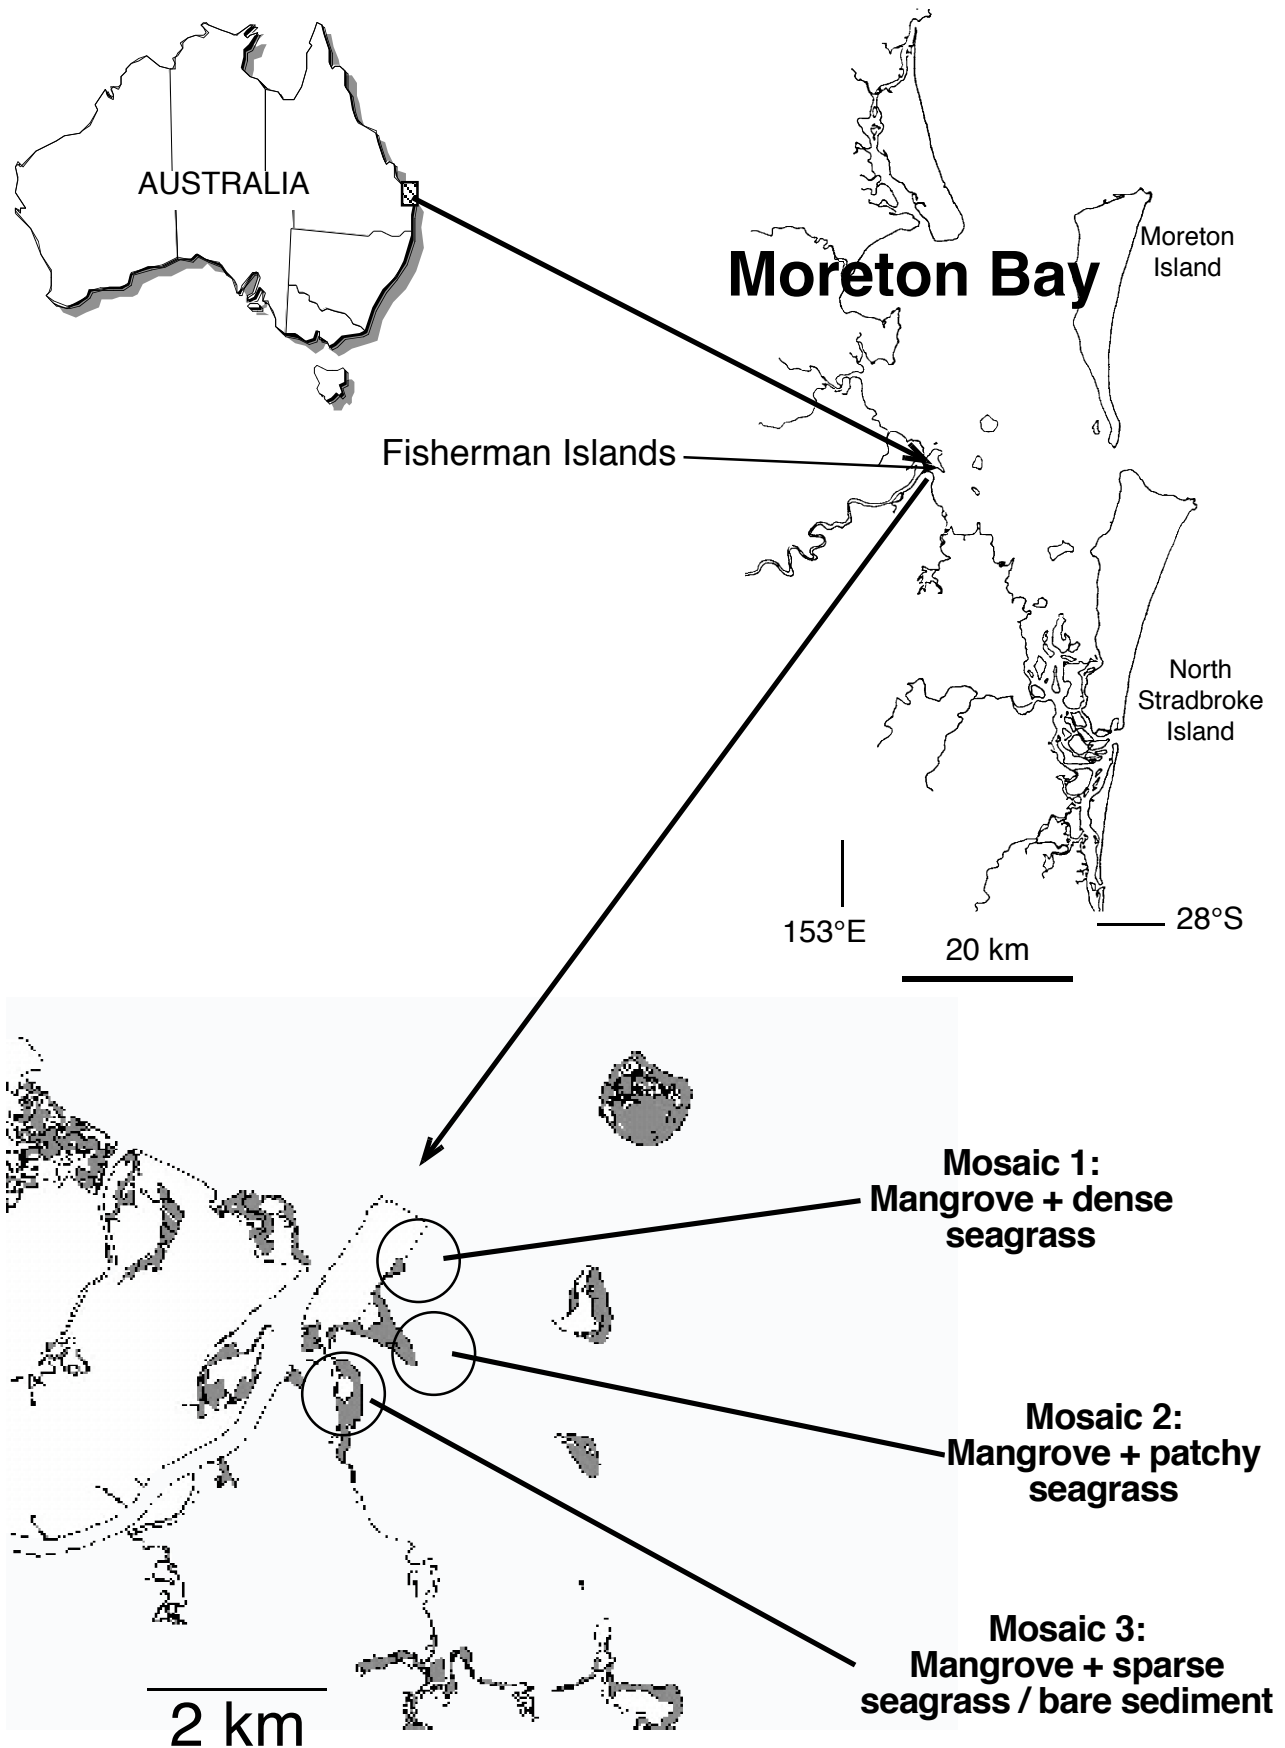 AUSTRALIA
Moreton
Island
Moreton Bay
Fisherman Islands
North
Stradbroke
Island
153°E
28°S
20 km
Mosaic 1:
Mangrove + dense
seagrass
Mosaic 2:
Mangrove + patchy
seagrass
Mosaic 3:
Mangrove + sparse
seagrass / bare sediment
2 km